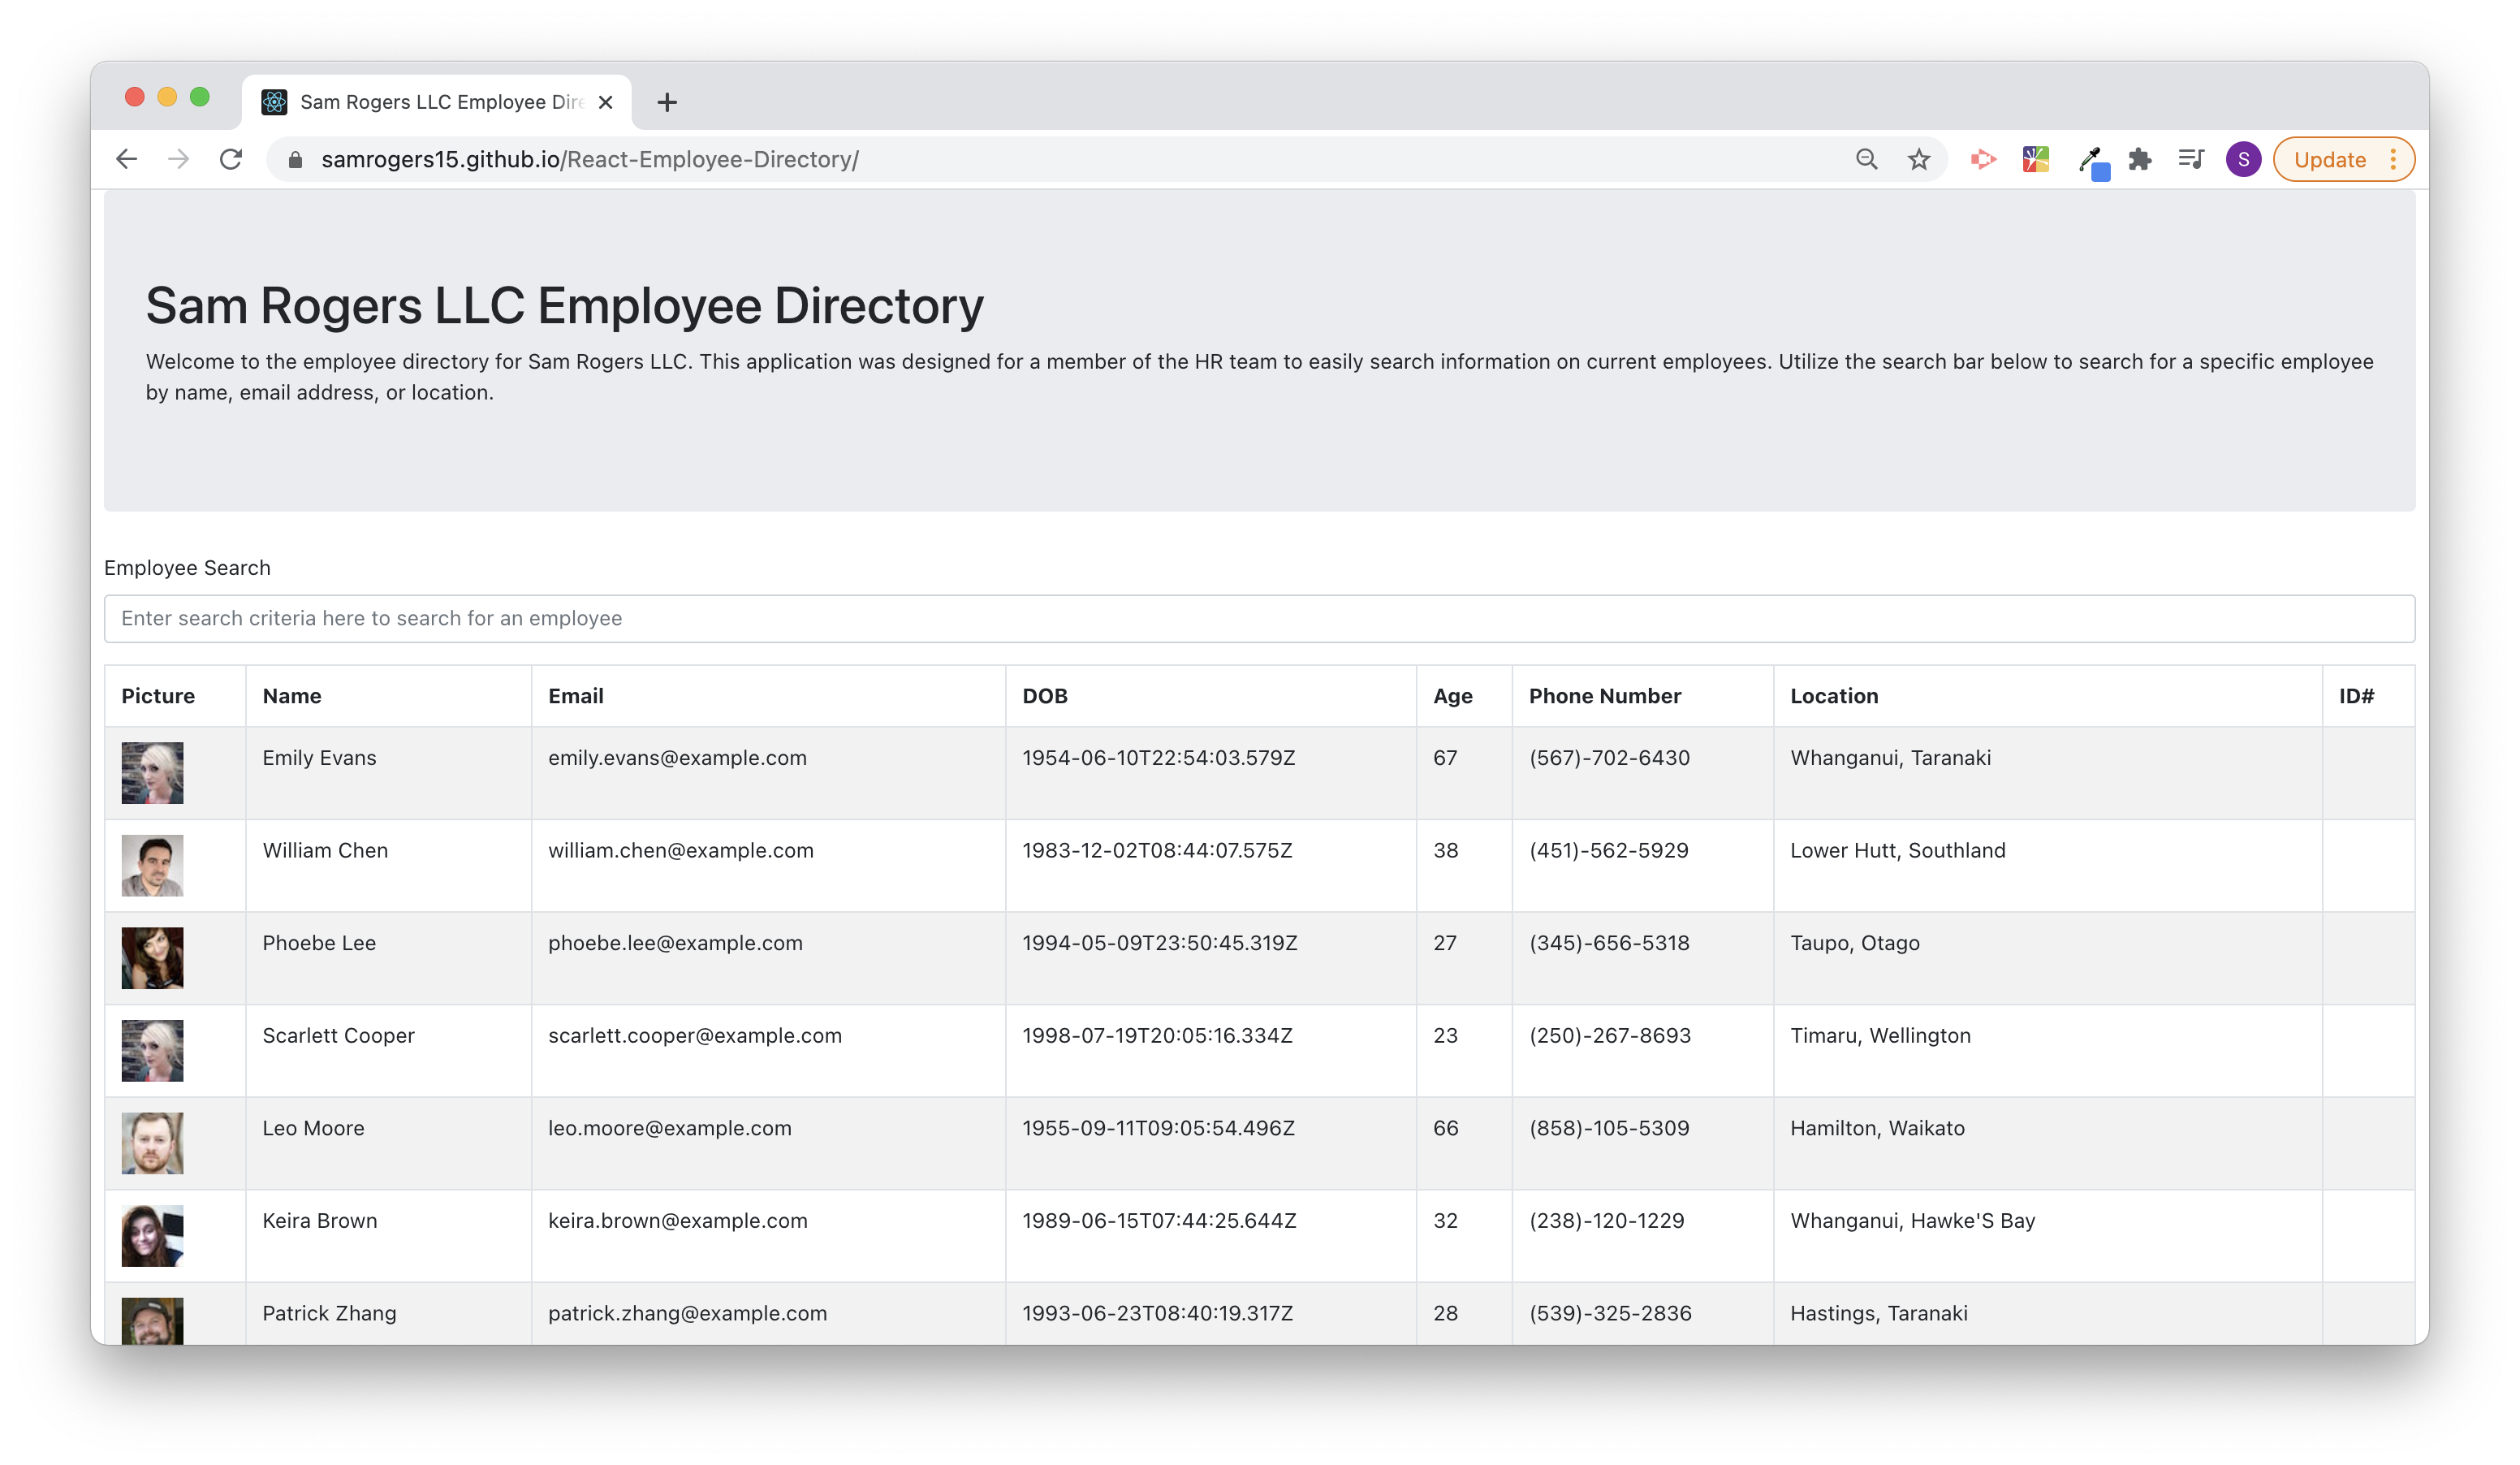 Sam Rogers LLC Employee Dire
samrogers15.github.io/React-Employee-Directory/
S
Update
Sam Rogers LLC Employee Directory
Welcome to the employee directory for Sam Rogers LLC. This application was designed for a member of the HR team to easily search information on current employees. Utilize the search bar below to search for a specific employee
by name, email address, or location.
Employee Search
Enter search criteria here to search for an employee
Picture Name Email DOB Age Phone Number Location ID#
Emily Evans emily.evans@example.com 1954-06-10T22:54:03.579Z 67 (567)-702-6430 Whanganui, Taranaki
William Chen william.chen@example.com 1983-12-02T08:44:07.575Z 38 (451)-562-5929 Lower Hutt, Southland
Phoebe Lee phoebe.lee@example.com 1994-05-09T23:50:45.319Z 27 (345)-656-5318 Taupo, Otago
Scarlett Cooper scarlett.cooper@example.com 1998-07-19T20:05:16.334Z 23 (250)-267-8693 Timaru, Wellington
Leo Moore leo.moore@example.com 1955-09-11T09:05:54.496Z 66 (858)-105-5309 Hamilton, Waikato
Keira Brown keira.brown@example.com 1989-06-15T07:44:25.644Z 32 (238)-120-1229 Whanganui, Hawke'S Bay
Patrick Zhang patrick.zhang@example.com 1993-06-23T08:40:19.317Z 28 (539)-325-2836 Hastings, Taranaki